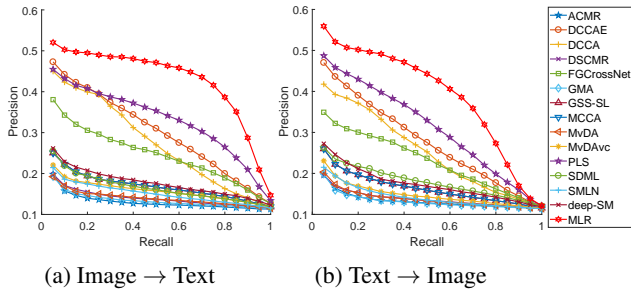 Precision
0.6
0.5
0.4
0.3
0.2
0.1
0 0.2 0.4 0.6 0.8 1
Recall
(a) Image → Text
Precision
0.6
0.5
0.4
0.3
0.2
0.1
0 0.2 0.4 0.6 0.8 1
Recall
(b) Text → Image
ACMR
DCCAE
DCCA
DSCMR
FGCrossNet
GMA
GSS-SL
MCCA
MvDA
MvDAvc
PLS
SDML
SMLN
deep-SM
MLR